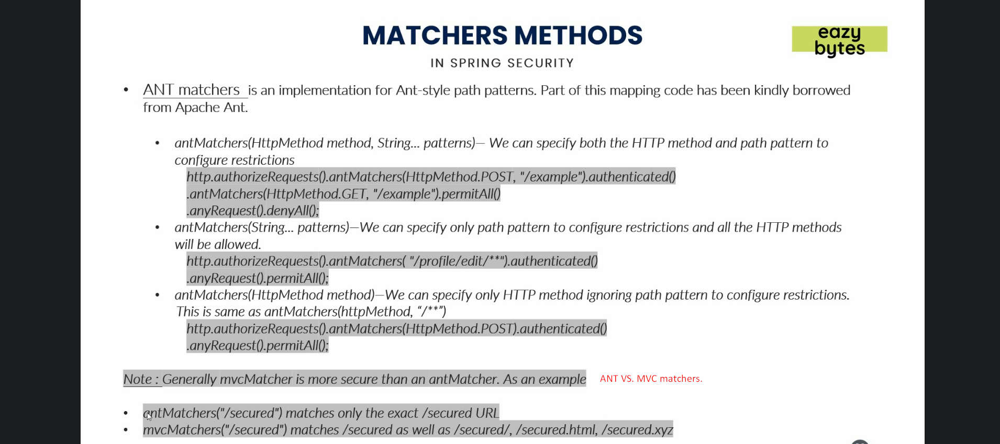 MATCHERS METHODS
eazy
bytes
IN SPRING SECURITY
• ANT matchers is an implementation for Ant-style path patterns. Part of this mapping code has been kindly borrowed
from Apache Ant.
• antMatchers(HttpMethod method, String... patterns)— We can specify both the HTTP method and path pattern to
configure restrictions
http.authorizeRequests().antMatchers(HttpMethod.POST, "/example").authenticated()
.antMatchers(HttpMethod.GET, "/example").permitAll()
.anyRequest().denyAll();
• antMatchers(String... patterns)—We can specify only path pattern to configure restrictions and all the HTTP methods
will be allowed.
http.authorizeRequests().antMatchers( "/profile/edit/**").authenticated()
.anyRequest().permitAll();
• antMatchers(HttpMethod method)—We can specify only HTTP method ignoring path pattern to configure restrictions.
This is same as antMatchers(httpMethod, “/**”)
http.authorizeRequests().antMatchers(HttpMethod.POST).authenticated()
.anyRequest().permitAll();
Note : Generally mvcMatcher is more secure than an antMatcher. As an example ANT VS. MVC matchers.
• antMatchers("/secured") matches only the exact /secured URL
• mvcMatchers("/secured") matches /secured as well as /secured/, /secured.html, /secured.xyz